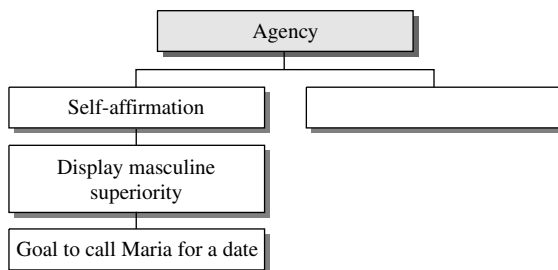 Agency
Self-affirmation
Display masculine
superiority
Goal to call Maria for a date